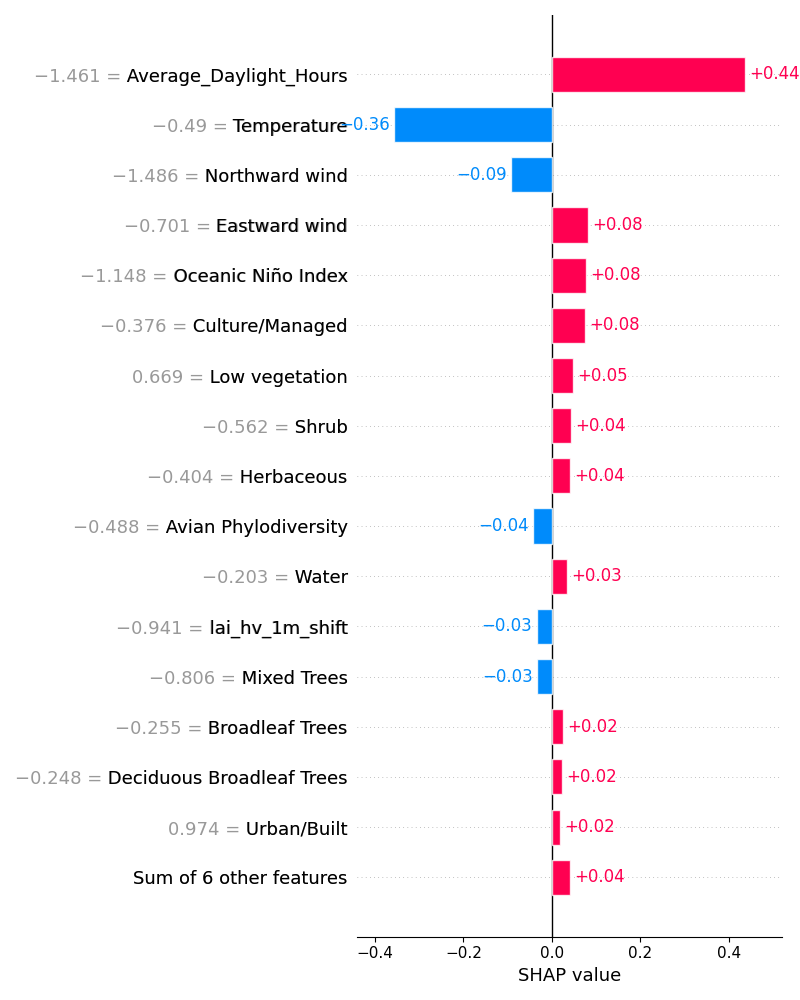 −1.461 = Average_Daylight_Hours +0.44
−0.49 = Temperature −0.36
−1.486 = Northward wind −0.09
−0.701 = Eastward wind +0.08
−1.148 = Oceanic Niño Index +0.08
−0.376 = Culture/Managed +0.08
0.669 = Low vegetation +0.05
−0.562 = Shrub +0.04
−0.404 = Herbaceous +0.04
−0.488 = Avian Phylodiversity −0.04
−0.203 = Water +0.03
−0.941 = lai_hv_1m_shift −0.03
−0.806 = Mixed Trees −0.03
−0.255 = Broadleaf Trees +0.02
−0.248 = Deciduous Broadleaf Trees +0.02
0.974 = Urban/Built +0.02
Sum of 6 other features +0.04
−0.4 −0.2 0.0 0.2 0.4
SHAP value